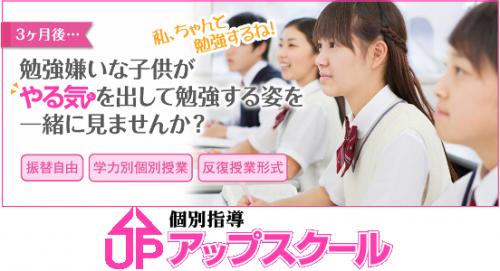 3ヶ月後…
私、ちゃんと
勉強するね!
勉強嫌いな子供が
やる気を出して勉強する姿を
一緒に見ませんか?
振替自由 学力別個別授業 反復授業形式
個別指導
UPアップスクール